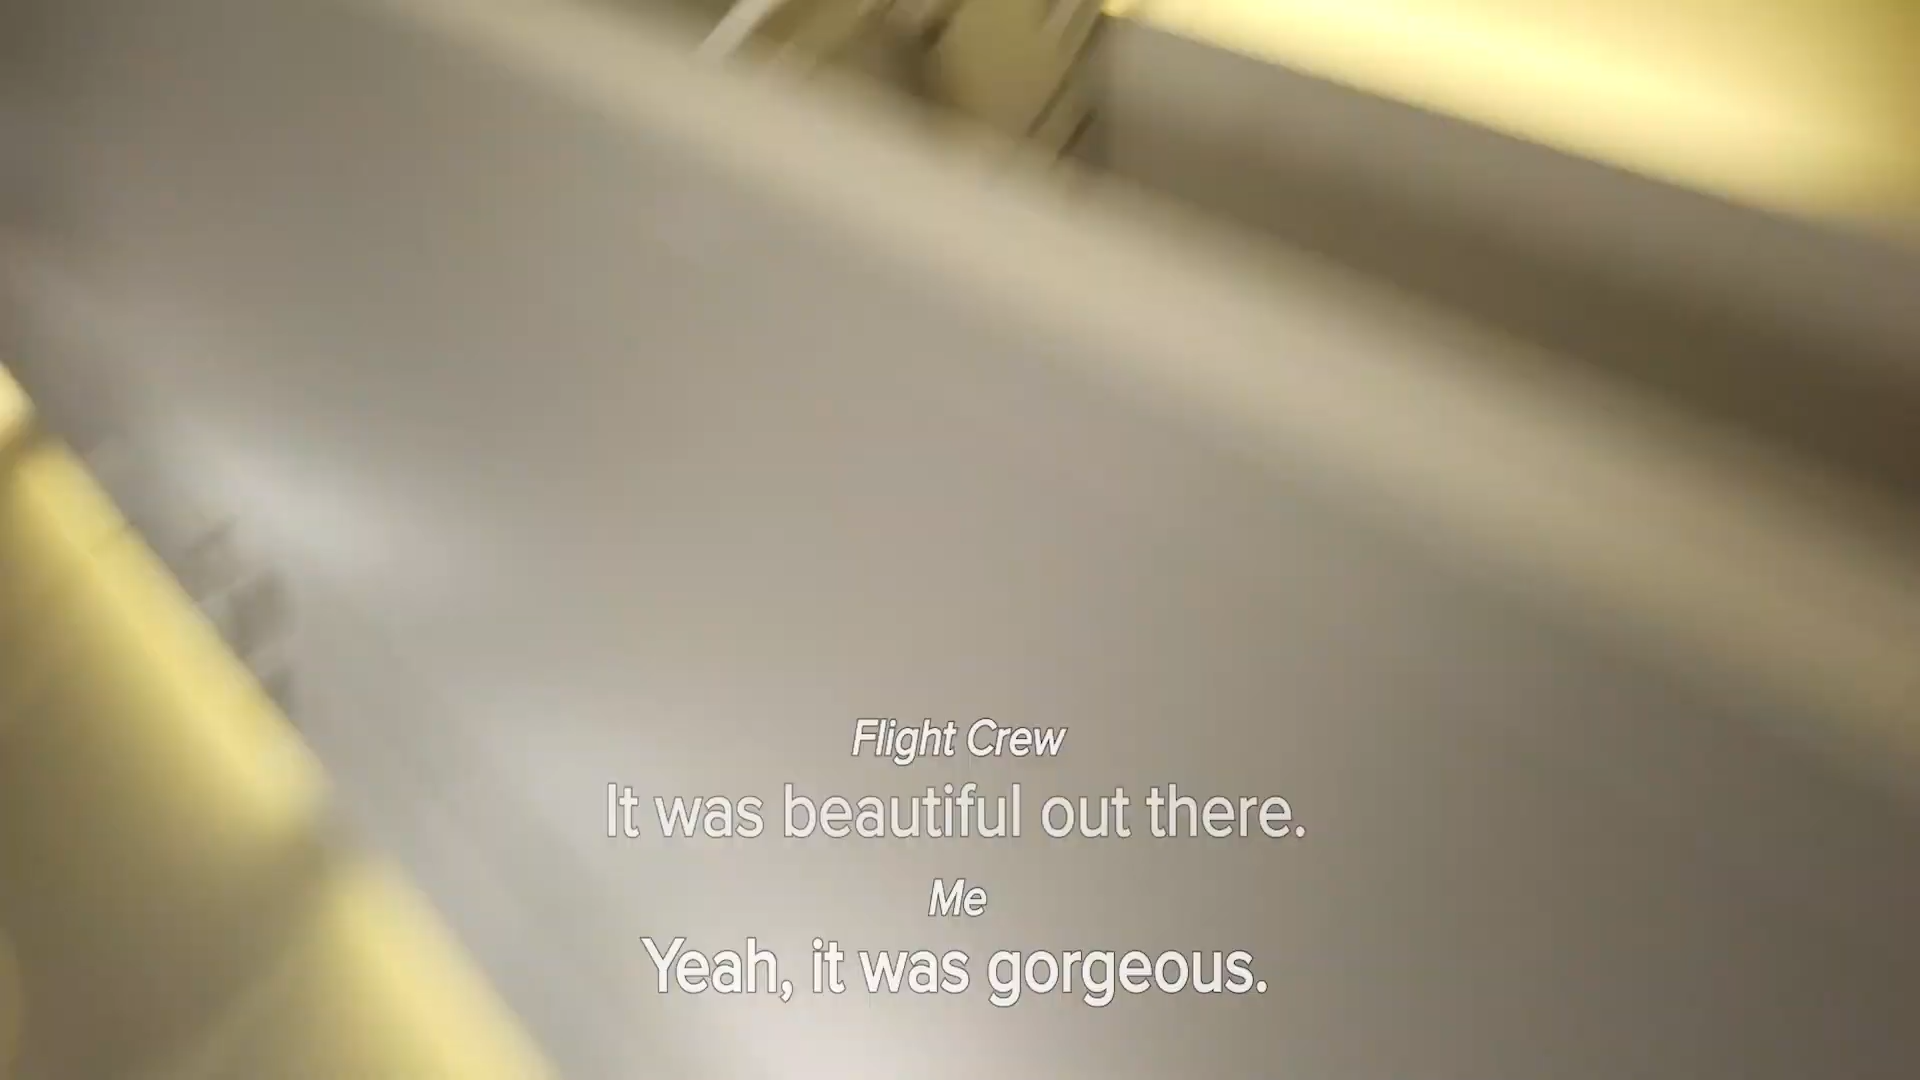 Flight Crew
It was beautiful out there.
Me
Yeah, it was gorgeous.